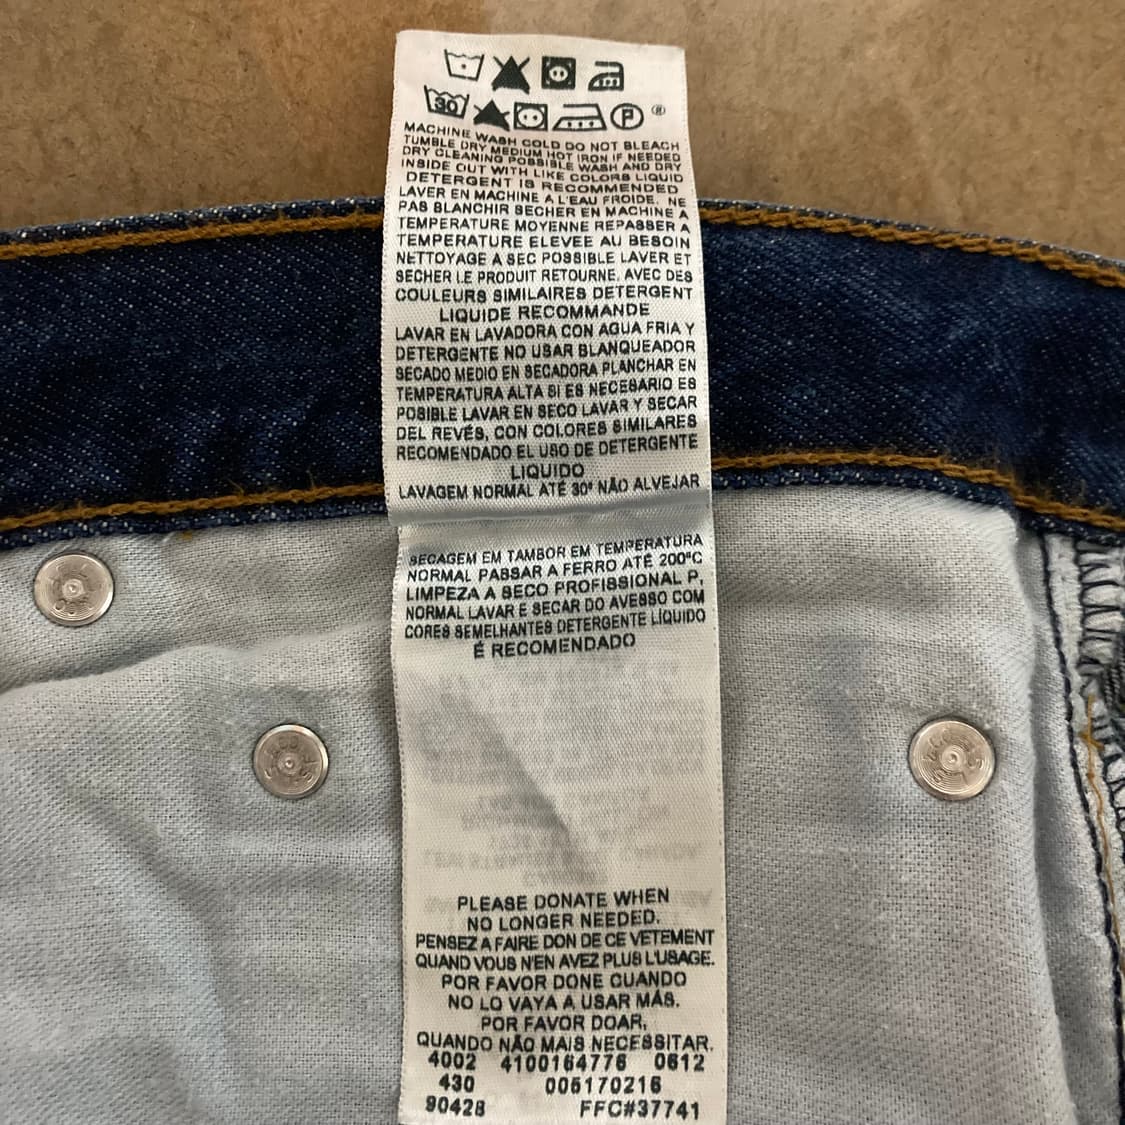 30
P ®
MACHINE WASH COLD DO NOT BLEACH
TUMBLE DRY MEDIUM HOT IRON IF NEEDED
DRY CLEANING POSSIBLE WASH AND DRY
INSIDE OUT WITH LIKE COLORS LIQUID
DETERGENT IS RECOMMENDED
LAVER EN MACHINE A L'EAU FROIDE. NE
PAS BLANCHIR SECHER EN MACHINE A
TEMPERATURE MOYENNE REPASSER A
TEMPERATURE ELEVEE AU BESOIN
NETTOYAGE A SEC POSSIBLE LAVER ET
SECHER LE PRODUIT RETOURNE, AVEC DES
COULEURS SIMILAIRES DETERGENT
LIQUIDE RECOMMANDE
LAVAR EN LAVADORA CON AGUA FRIA Y
DETERGENTE NO USAR BLANQUEADOR
SECADO MEDIO EN SECADORA PLANCHAR EN
TEMPERATURA ALTA SI ES NECESARIO ES
POSIBLE LAVAR EN SECO LAVAR Y SECAR
DEL REVÉS, CON COLORES SIMILARES
RECOMENDADO EL USO DE DETERGENTE
LIQUIDO
LAVAGEM NORMAL ATÉ 30° NÃO ALVEJAR
SECAGEM EM TAMBOR EM TEMPERATURA
NORMAL PASSAR A FERRO ATÉ 200°C
LIMPEZA A SECO PROFISSIONAL P,
NORMAL LAVAR E SECAR DO AVESSO COM
CORES SEMELHANTES DETERGENTE LÍQUIDO
É RECOMENDADO
PLEASE DONATE WHEN
NO LONGER NEEDED.
PENSEZ A FAIRE DON DE CE VETEMENT
QUAND VOUS N'EN AVEZ PLUS L'USAGE.
POR FAVOR DONE CUANDO
NO LO VAYA A USAR MÁS.
POR FAVOR DOAR,
QUANDO NÃO MAIS NECESSITAR.
4002 4100164776 0612
430 005170216
90428 FFC#37741